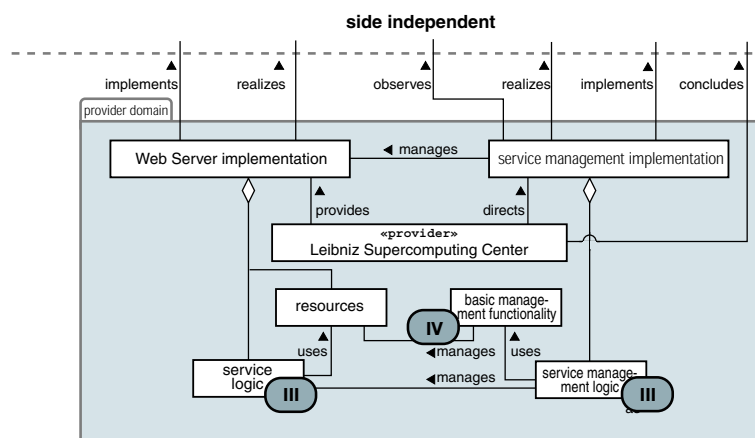 side independent
implements
realizes
observes
realizes
implements
concludes
provider domain
Web Server implementation
manages
service management implementation
provides
directs
«provider»
Leibniz Supercomputing Center
resources
basic manage-
ment functionality
IV
uses
manages
uses
service
logic
III
manages
service manage-
ment logic
III